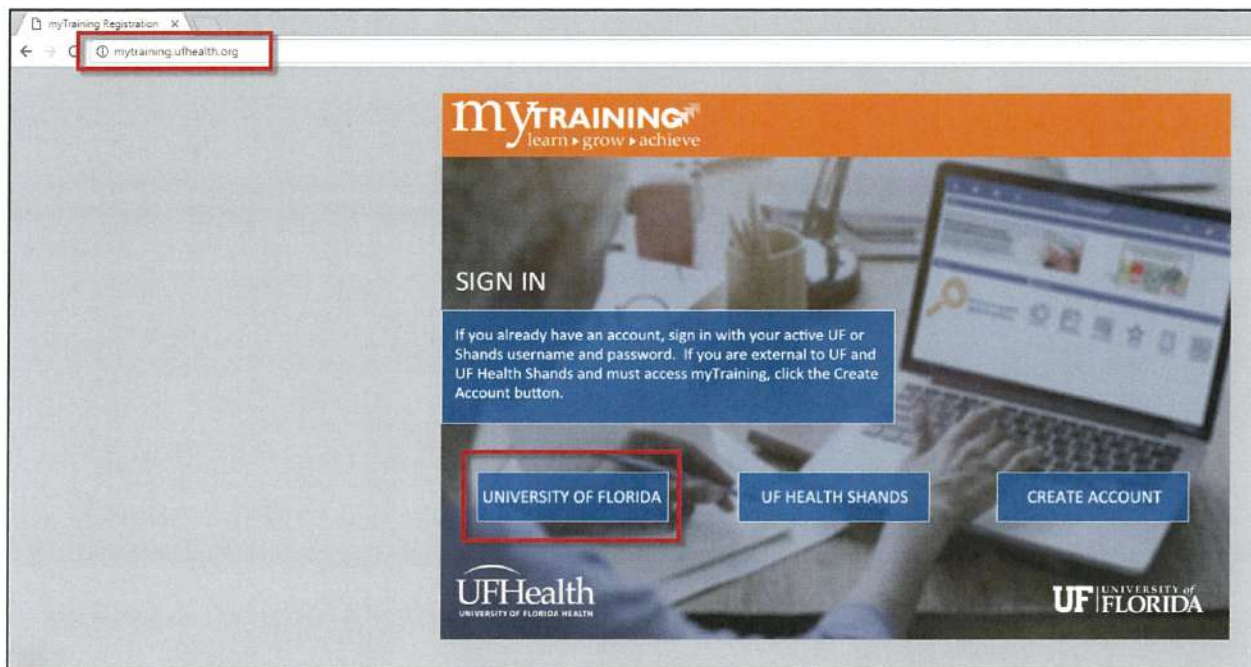 myTraining Registration
mytraining.ufhealth.org
myTRAINING
learn ▸ grow ▸ achieve
SIGN IN
If you already have an account, sign in with your active UF or
Shands username and password. If you are external to UF and
UF Health Shands and must access myTraining, click the Create
Account button.
UNIVERSITY OF FLORIDA
UF HEALTH SHANDS
CREATE ACCOUNT
UFHealth
UNIVERSITY OF FLORIDA HEALTH
UF UNIVERSITY of
FLORIDA